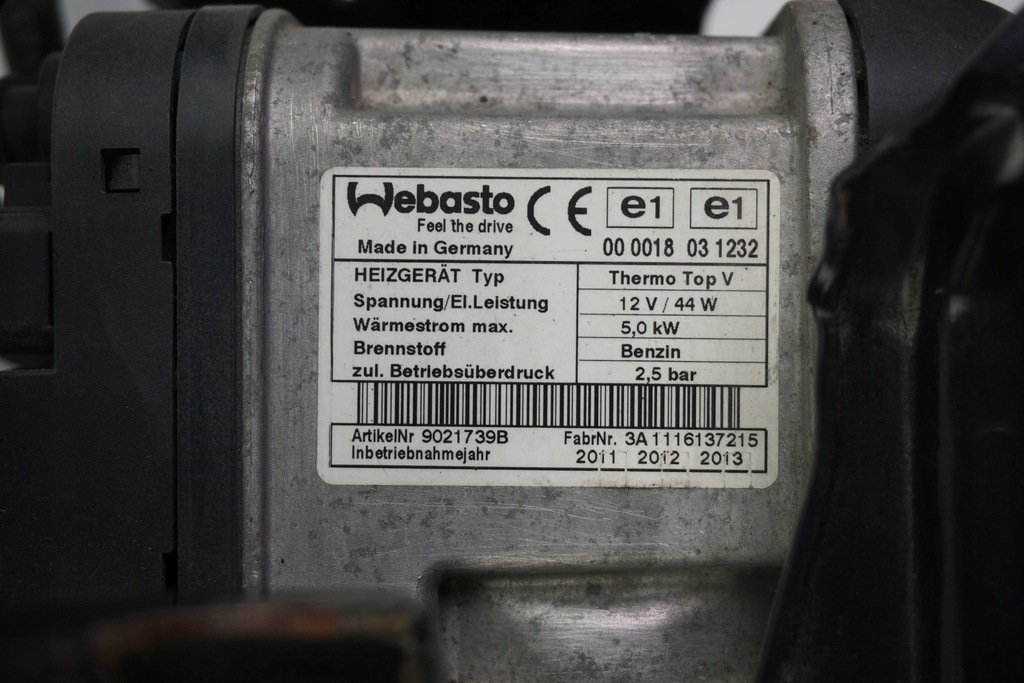 Webasto CE e1 e1
Feel the drive
Made in Germany 00 0018 03 1232
HEIZGERÄT Typ Thermo Top V
Spannung/El.Leistung 12 V / 44 W
Wärmestrom max. 5,0 kW
Brennstoff Benzin
zul. Betriebsüberdruck 2,5 bar
ArtikelNr 9021739B FabrNr. 3A1116137215
Inbetriebnahmejahr 2011 2012 2013